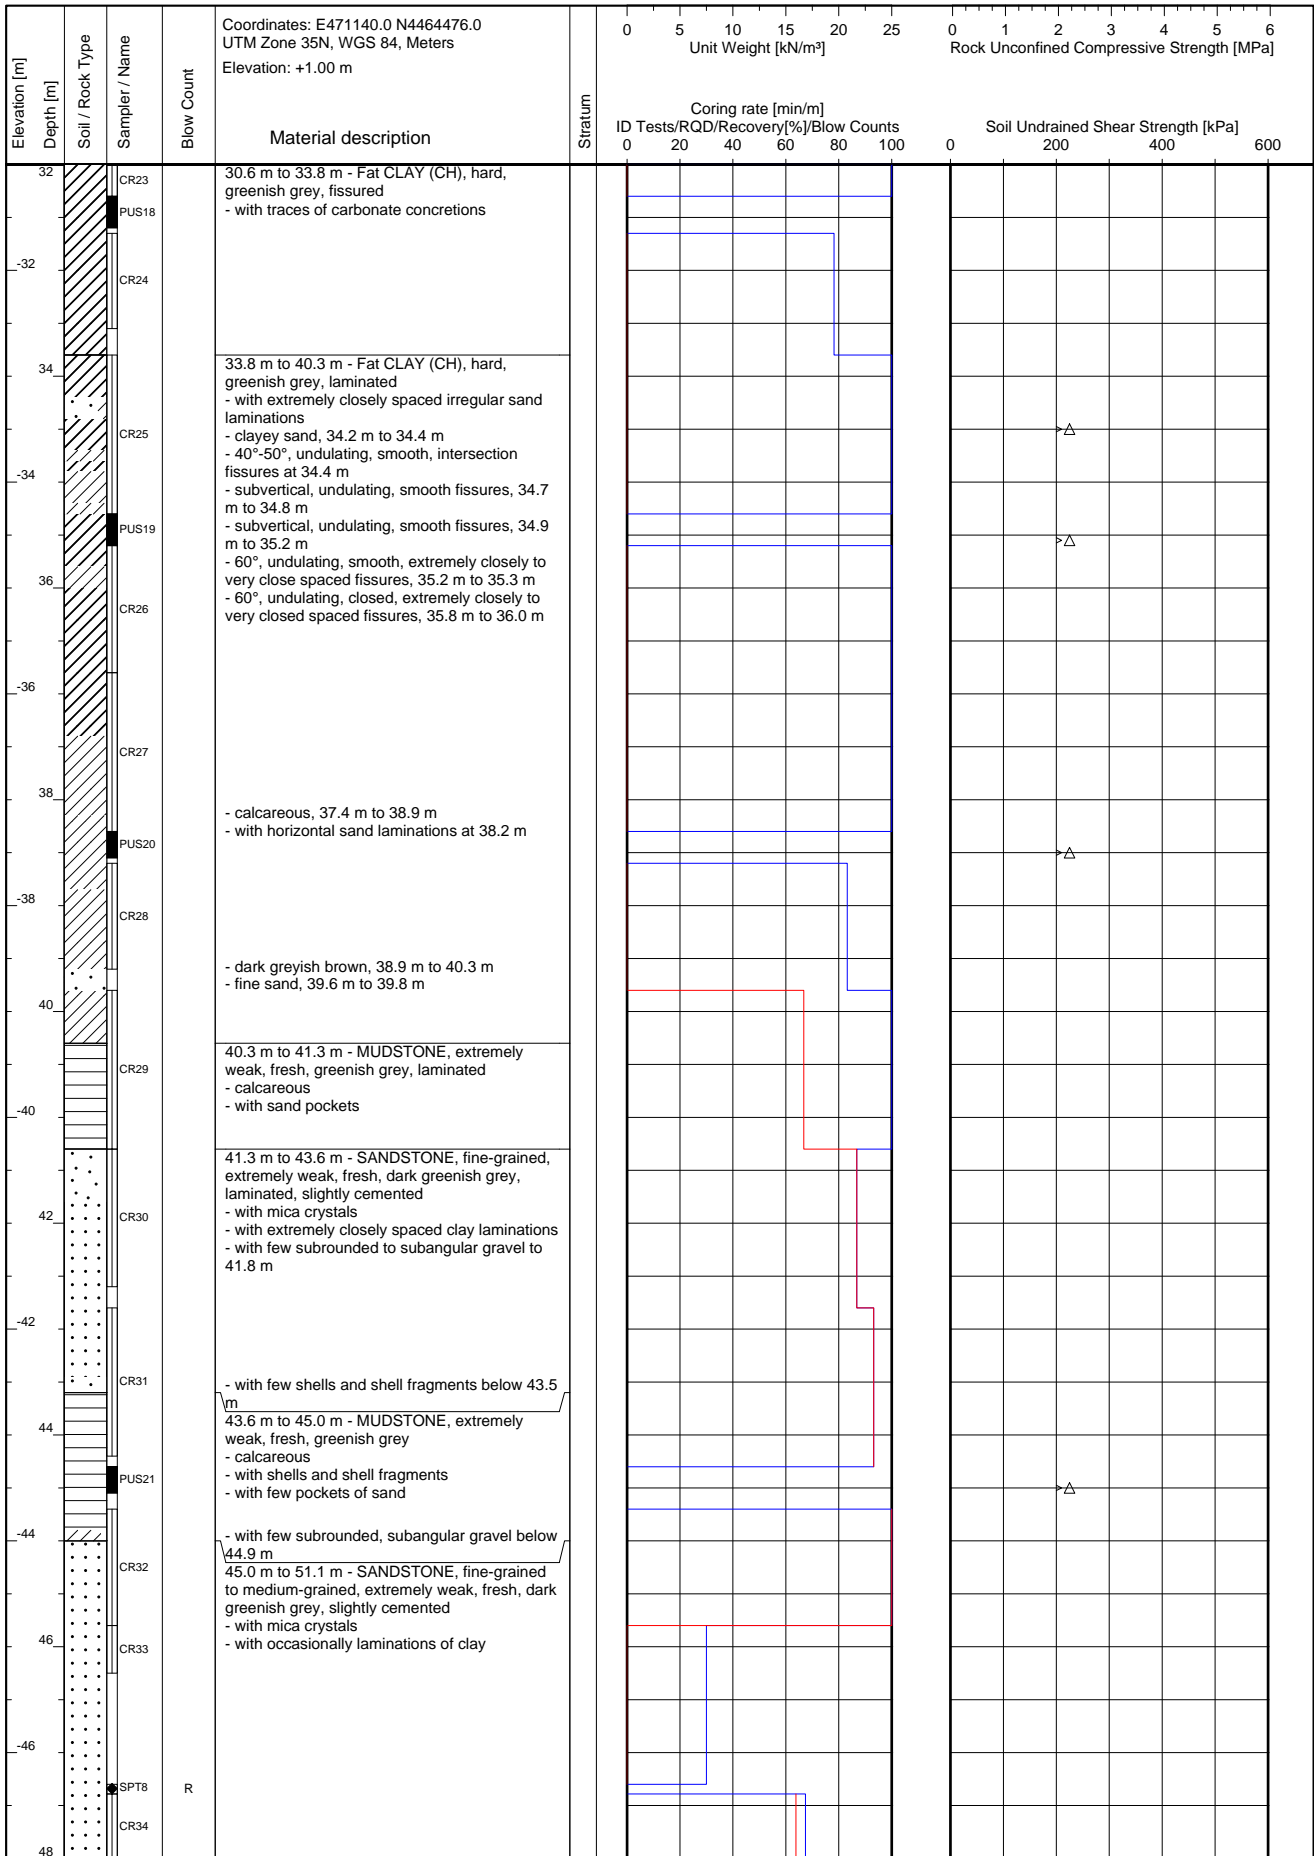 Elevation [m]
Depth [m]
Soil / Rock Type
Sampler / Name
Blow Count
Coordinates: E471140.0 N4464476.0
UTM Zone 35N, WGS 84, Meters
Elevation: +1.00 m
Material description
Stratum
0 5 10 15 20 25
Unit Weight [kN/m³]
Coring rate [min/m]
ID Tests/RQD/Recovery[%]/Blow Counts
0 20 40 60 80 100
0 1 2 3 4 5 6
Rock Unconfined Compressive Strength [MPa]
Soil Undrained Shear Strength [kPa]
0 200 400 600
32
CR23
30.6 m to 33.8 m - Fat CLAY (CH), hard,
greenish grey, fissured
PUS18
- with traces of carbonate concretions
-32
CR24
33.8 m to 40.3 m - Fat CLAY (CH), hard,
34
greenish grey, laminated
- with extremely closely spaced irregular sand
laminations
CR25
- clayey sand, 34.2 m to 34.4 m
- 40°-50°, undulating, smooth, intersection
fissures at 34.4 m
-34
- subvertical, undulating, smooth fissures, 34.7
m to 34.8 m
PUS19
- subvertical, undulating, smooth fissures, 34.9
m to 35.2 m
- 60°, undulating, smooth, extremely closely to
36
very close spaced fissures, 35.2 m to 35.3 m
- 60°, undulating, closed, extremely closely to
CR26
very closed spaced fissures, 35.8 m to 36.0 m
-36
CR27
38
- calcareous, 37.4 m to 38.9 m
- with horizontal sand laminations at 38.2 m
PUS20
-38
CR28
- dark greyish brown, 38.9 m to 40.3 m
- fine sand, 39.6 m to 39.8 m
40
40.3 m to 41.3 m - MUDSTONE, extremely
weak, fresh, greenish grey, laminated
CR29
- calcareous
- with sand pockets
-40
41.3 m to 43.6 m - SANDSTONE, fine-grained,
extremely weak, fresh, dark greenish grey,
laminated, slightly cemented
- with mica crystals
42
CR30
- with extremely closely spaced clay laminations
- with few subrounded to subangular gravel to
41.8 m
-42
CR31
- with few shells and shell fragments below 43.5
m
43.6 m to 45.0 m - MUDSTONE, extremely
44
weak, fresh, greenish grey
- calcareous
PUS21
- with shells and shell fragments
- with few pockets of sand
-44
- with few subrounded, subangular gravel below
44.9 m
CR32
45.0 m to 51.1 m - SANDSTONE, fine-grained
to medium-grained, extremely weak, fresh, dark
greenish grey, slightly cemented
- with mica crystals
46
CR33
- with occasionally laminations of clay
-46
SPT8
R
CR34
48